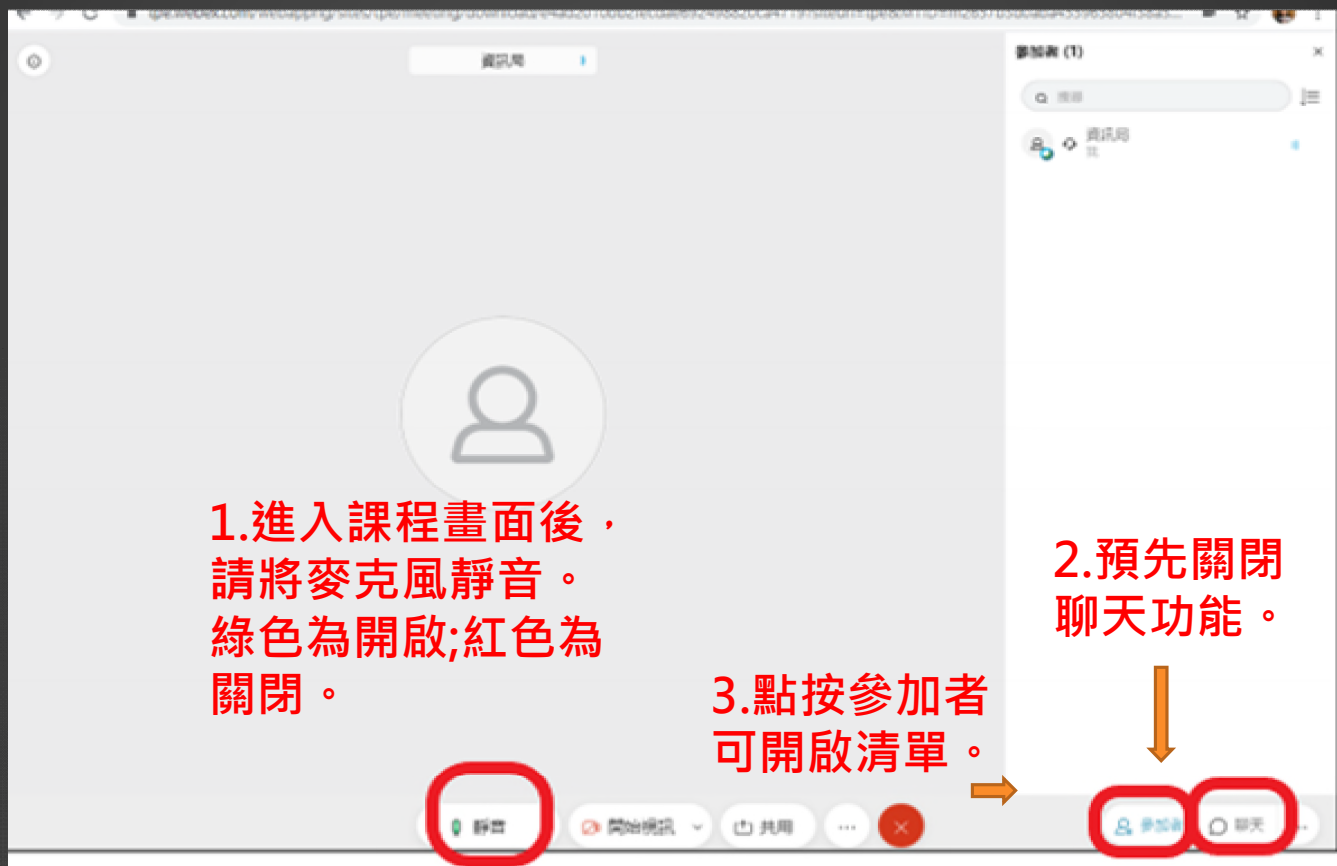 資訊局
參加者 (1)
×
搜尋
資訊局
我
1.進入課程畫面後，
請將麥克風靜音。
綠色為開啟;紅色為
關閉。
2.預先關閉
聊天功能。
3.點按參加者
可開啟清單。
靜音
開始視訊
共用
參加者
聊天